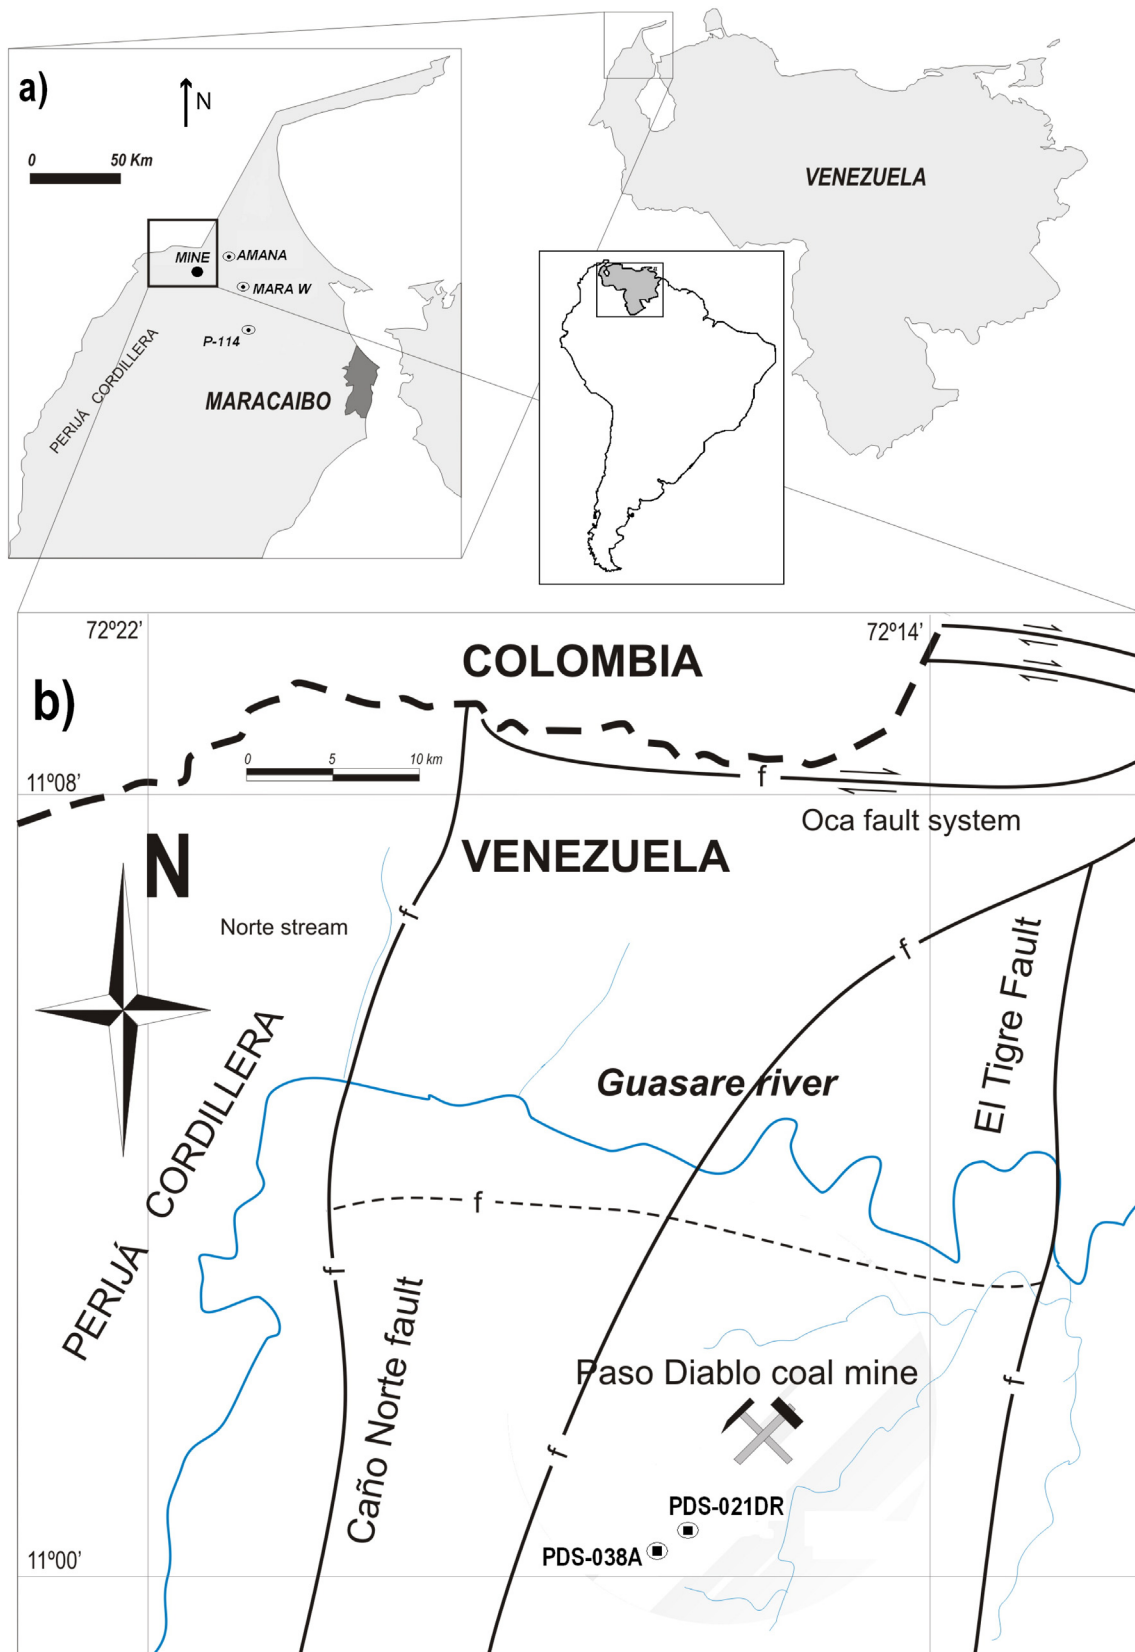 a)
N
0 50 Km
VENEZUELA
MINE
AMANA
MARA W
P-114
PERIJÁ CORDILLERA
MARACAIBO
72º22'
72º14'
COLOMBIA
b)
0 5 10 km
f
11º08'
Oca fault system
N
VENEZUELA
f
Norte stream
f
El Tigre Fault
PERIJÁ CORDILLERA
Guasare river
f
f
f
Caño Norte fault
Paso Diablo coal mine
f
f
PDS-021DR
PDS-038A
11º00'